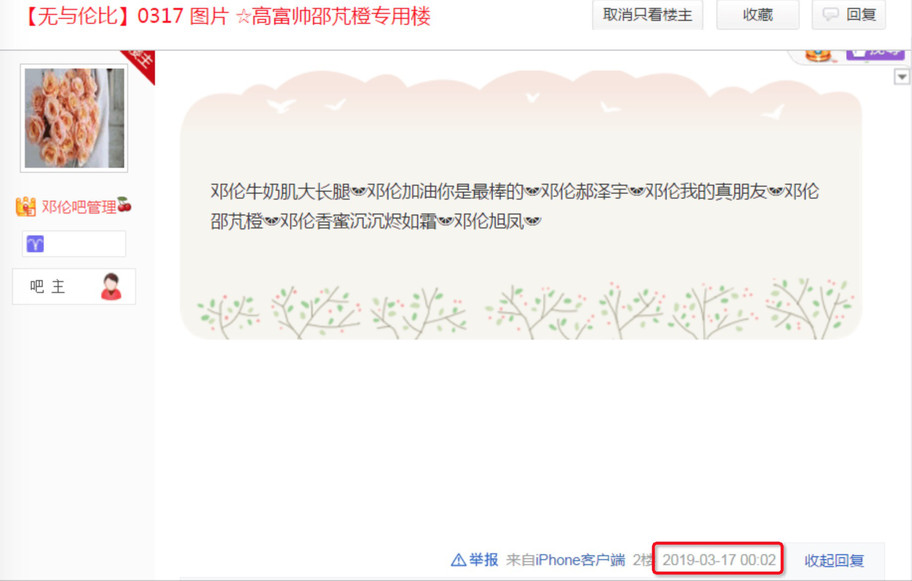 【无与伦比】0317 图片 ☆高富帅邵芃橙专用楼
取消只看楼主
收藏
回复
楼主
邓伦吧管理
吧 主
邓伦牛奶肌大长腿邓伦加油你是最棒的邓伦郝泽宇邓伦我的真朋友邓伦
邵芃橙邓伦香蜜沉沉烬如霜邓伦旭凤
举报 来自iPhone客户端 2楼 2019-03-17 00:02 收起回复